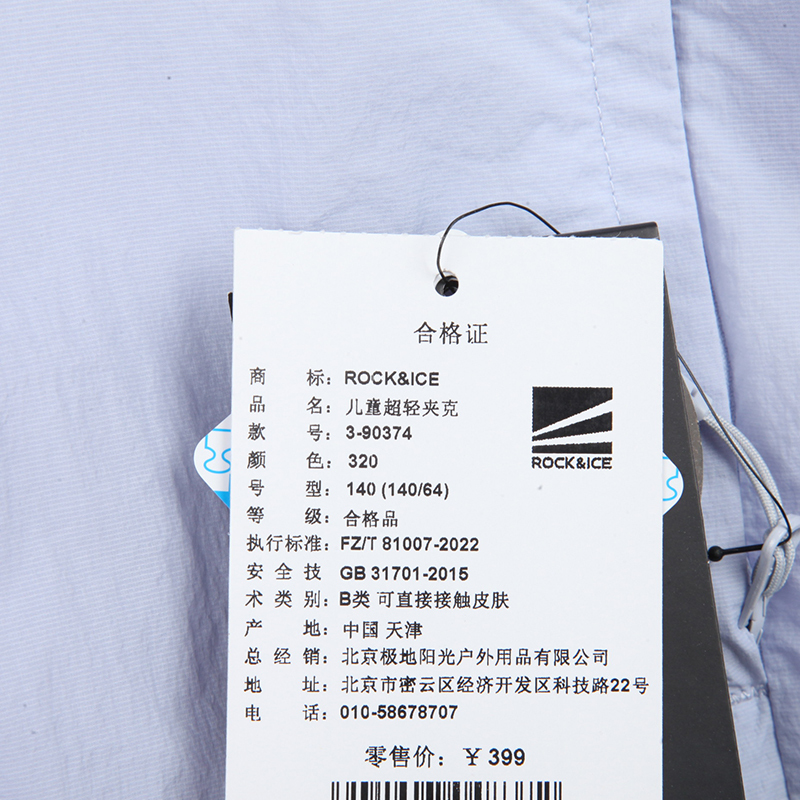 合格证
商 标：ROCK&ICE
品 名：儿童超轻夹克
款 号：3-90374
颜 色：320
号 型：140 (140/64)
等 级：合格品
执行标准：FZ/T 81007-2022
安 全 技 GB 31701-2015
术 类 别：B类 可直接接触皮肤
产 地：中国 天津
总 经 销：北京极地阳光户外用品有限公司
地 址：北京市密云区经济开发区科技路22号
电 话：010-58678707
零售价：￥399
ROCK&ICE